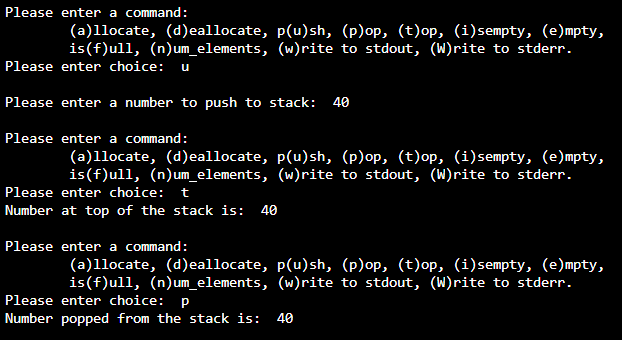 Please enter a command:
(a)llocate, (d)eallocate, p(u)sh, (p)op, (t)op, (i)sempty, (e)mpty,
is(f)ull, (n)um_elements, (w)rite to stdout, (W)rite to stderr.
Please enter choice:  u
Please enter a number to push to stack:  40
Please enter a command:
(a)llocate, (d)eallocate, p(u)sh, (p)op, (t)op, (i)sempty, (e)mpty,
is(f)ull, (n)um_elements, (w)rite to stdout, (W)rite to stderr.
Please enter choice:  t
Number at top of the stack is:  40
Please enter a command:
(a)llocate, (d)eallocate, p(u)sh, (p)op, (t)op, (i)sempty, (e)mpty,
is(f)ull, (n)um_elements, (w)rite to stdout, (W)rite to stderr.
Please enter choice:  p
Number popped from the stack is:  40